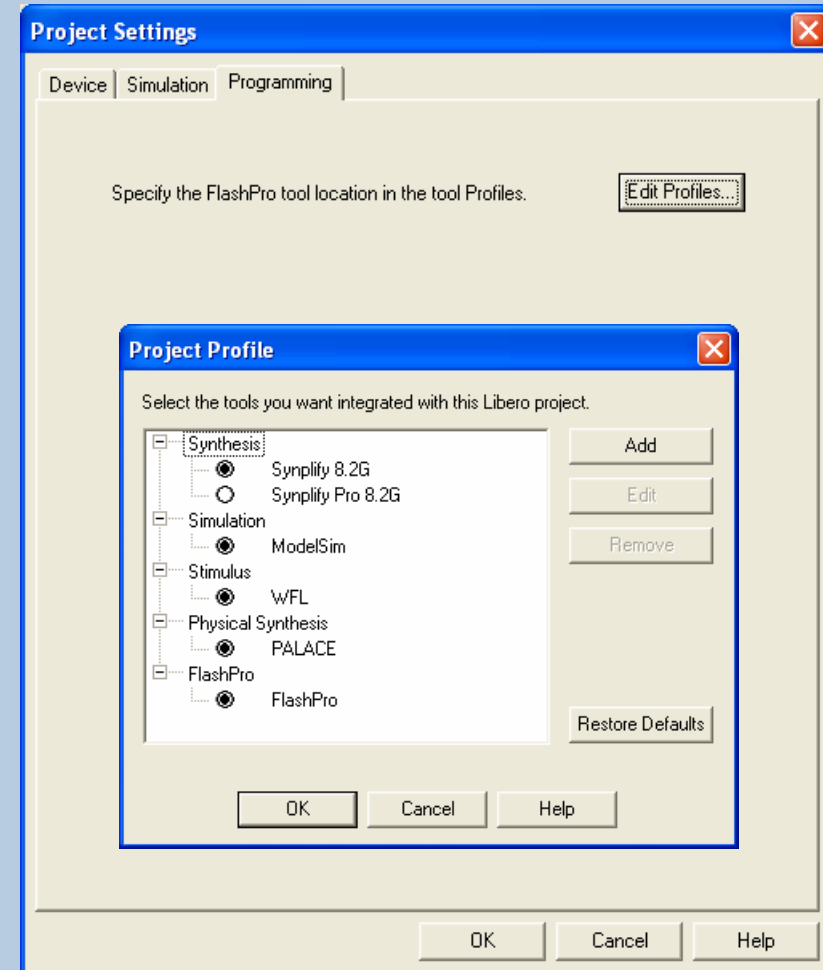 Project Settings
Device Simulation Programming
Specify the FlashPro tool location in the tool Profiles. Edit Profiles...
Project Profile
Select the tools you want integrated with this Libero project.
Synthesis
Synplify 8.2G
Synplify Pro 8.2G
Simulation
ModelSim
Stimulus
WFL
Physical Synthesis
PALACE
FlashPro
FlashPro
Add
Edit
Remove
Restore Defaults
OK Cancel Help
OK Cancel Help